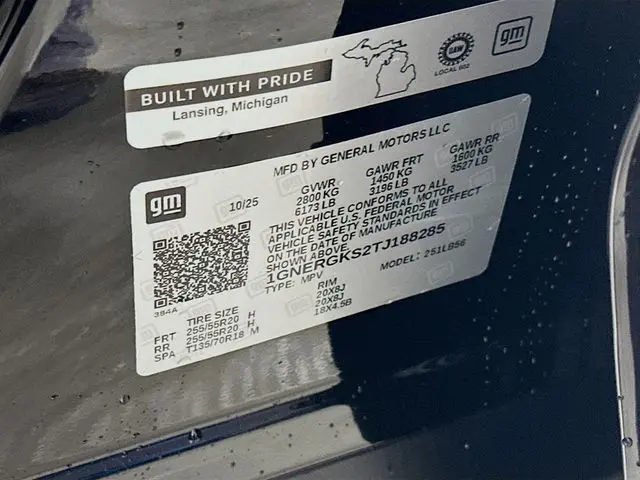 BUILT WITH PRIDE
Lansing, Michigan
UAW
LOCAL 602
gm
gm
10/25
MFD BY GENERAL MOTORS LLC
GVWR GAWR FRT GAWR RR
2800 KG 1450 KG 1600 KG
6173 LB 3196 LB 3527 LB
THIS VEHICLE CONFORMS TO ALL
APPLICABLE U.S. FEDERAL MOTOR
VEHICLE SAFETY STANDARDS IN EFFECT
ON THE DATE OF MANUFACTURE
SHOWN ABOVE.
1GNERGKS2TJ188285
TYPE: MPV MODEL: 251LB56
3B4A
TIRE SIZE RIM
FRT 255/55R20 H 20X8J
RR 255/55R20 H 20X8J
SPA T135/70R18 M 18X4.5B